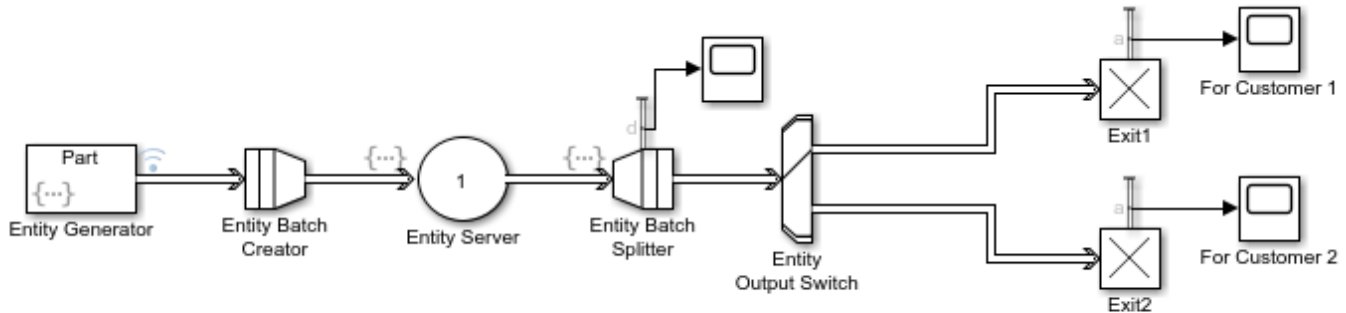 Part
{...}
Entity Generator
Entity Batch
Creator
{...}
1
Entity Server
{...}
d
Entity Batch
Splitter
Entity
Output Switch
a
Exit1
For Customer 1
a
Exit2
For Customer 2